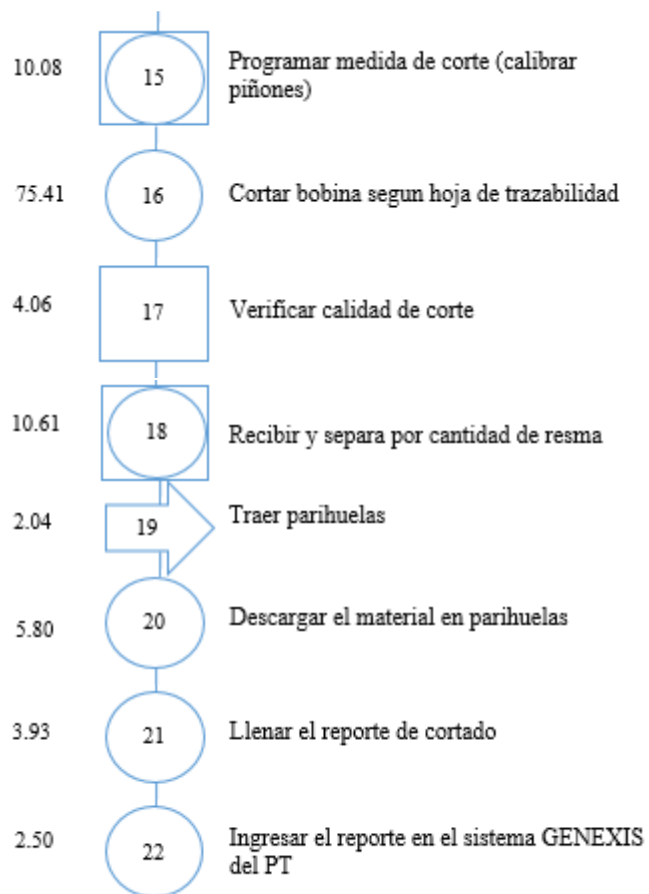 10.08
15
Programar medida de corte (calibrar
piñones)
75.41
16
Cortar bobina segun hoja de trazabilidad
4.06
17
Verificar calidad de corte
10.61
18
Recibir y separa por cantidad de resma
2.04
19
Traer parihuelas
5.80
20
Descargar el material en parihuelas
3.93
21
Llenar el reporte de cortado
2.50
22
Ingresar el reporte en el sistema GENEXIS
del PT